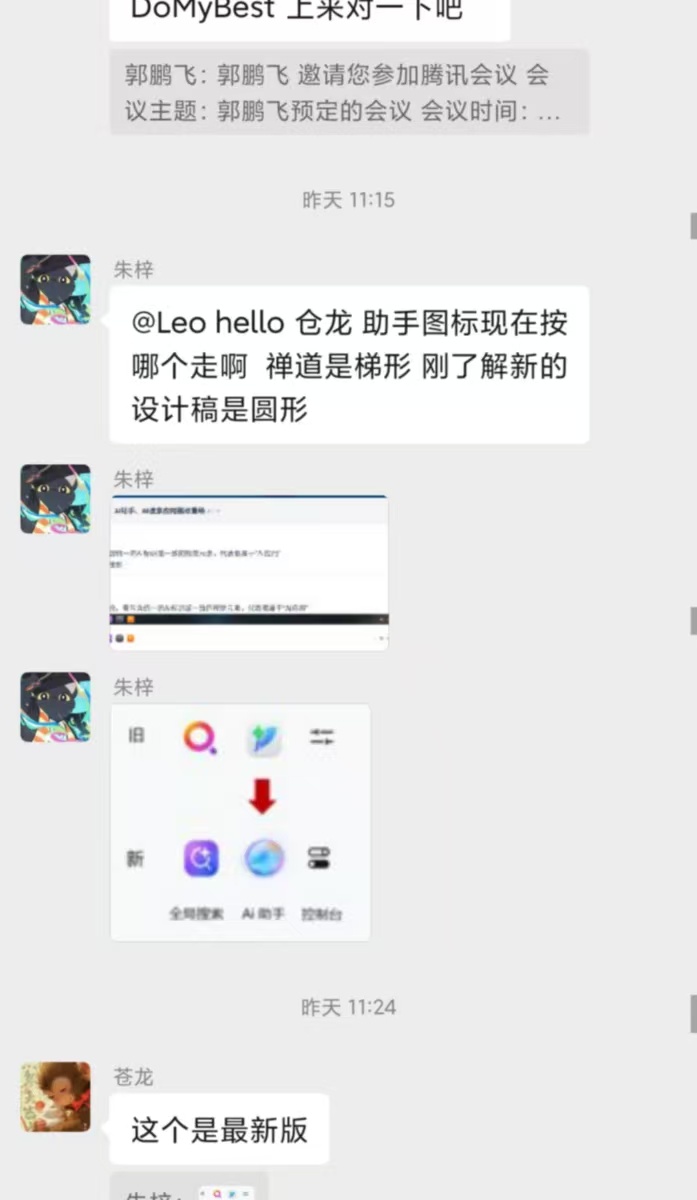 DoMyBest 上来对一下吧
郭鹏飞：郭鹏飞 邀请您参加腾讯会议 会
议主题：郭鹏飞预定的会议 会议时间：...
昨天 11:15
朱梓
@Leo hello 仓龙 助手图标现在按
哪个走啊 禅道是梯形 刚了解新的
设计稿是圆形
朱梓
朱梓
旧
新
全局搜索 Ai 助手 控制台
昨天 11:24
苍龙
这个是最新版
朱梓：